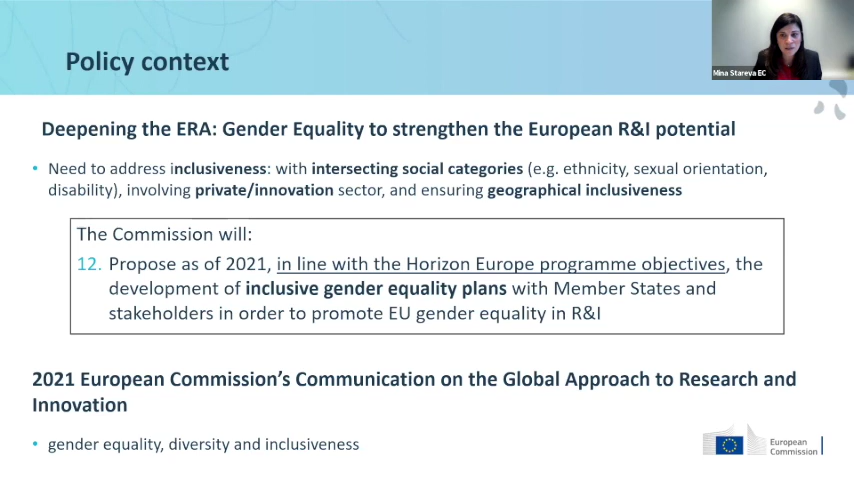 Policy context
Mina Stareva EC
Deepening the ERA: Gender Equality to strengthen the European R&I potential
• Need to address inclusiveness: with intersecting social categories (e.g. ethnicity, sexual orientation,
disability), involving private/innovation sector, and ensuring geographical inclusiveness
The Commission will:
12. Propose as of 2021, in line with the Horizon Europe programme objectives, the
development of inclusive gender equality plans with Member States and
stakeholders in order to promote EU gender equality in R&I
2021 European Commission’s Communication on the Global Approach to Research and
Innovation
• gender equality, diversity and inclusiveness
European
Commission